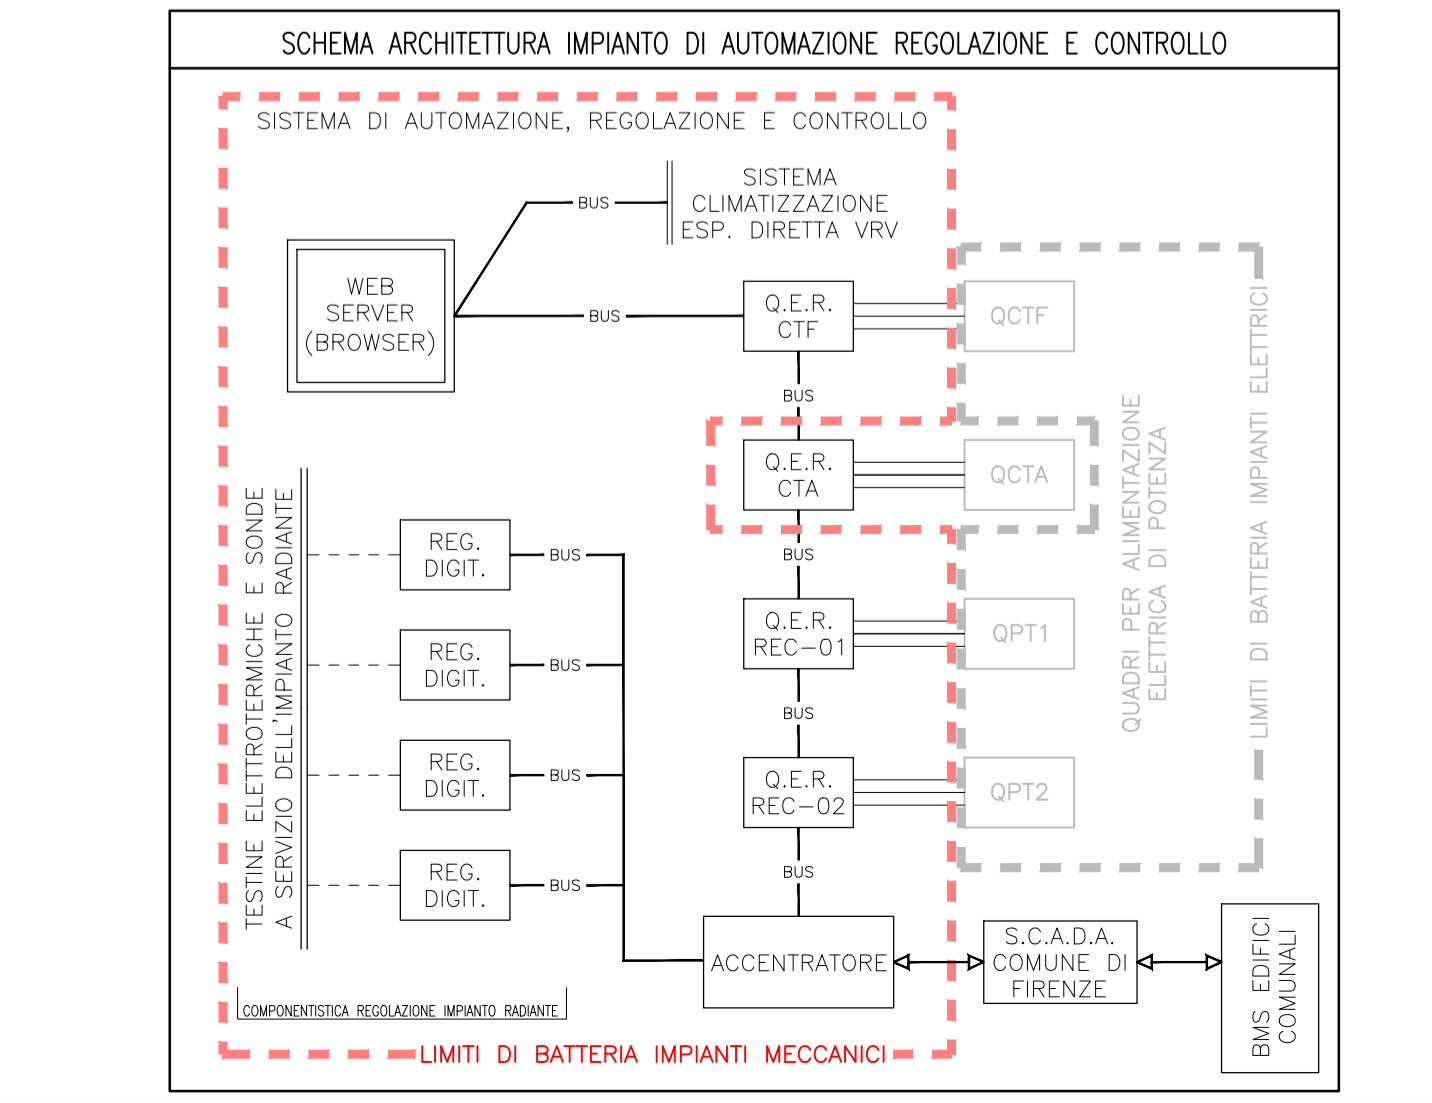 SCHEMA ARCHITETTURA IMPIANTO DI AUTOMAZIONE REGOLAZIONE E CONTROLLO
SISTEMA DI AUTOMAZIONE, REGOLAZIONE E CONTROLLO
SISTEMA
CLIMATIZZAZIONE
ESP. DIRETTA VRV
BUS
WEB
SERVER
(BROWSER)
BUS
Q.E.R.
CTF
QCTF
BUS
Q.E.R.
CTA
QCTA
BUS
Q.E.R.
REC-01
QPT1
BUS
Q.E.R.
REC-02
QPT2
BUS
QUADRI PER ALIMENTAZIONE
ELETTRICA DI POTENZA
LIMITI DI BATTERIA IMPIANTI ELETTRICI
TESTINE ELETTROTERMICHE E SONDE
A SERVIZIO DELL'IMPIANTO RADIANTE
REG.
DIGIT.
BUS
REG.
DIGIT.
BUS
REG.
DIGIT.
BUS
REG.
DIGIT.
BUS
ACCENTRATORE
S.C.A.D.A.
COMUNE DI
FIRENZE
BMS EDIFICI
COMUNALI
COMPONENTISTICA REGOLAZIONE IMPIANTO RADIANTE
LIMITI DI BATTERIA IMPIANTI MECCANICI